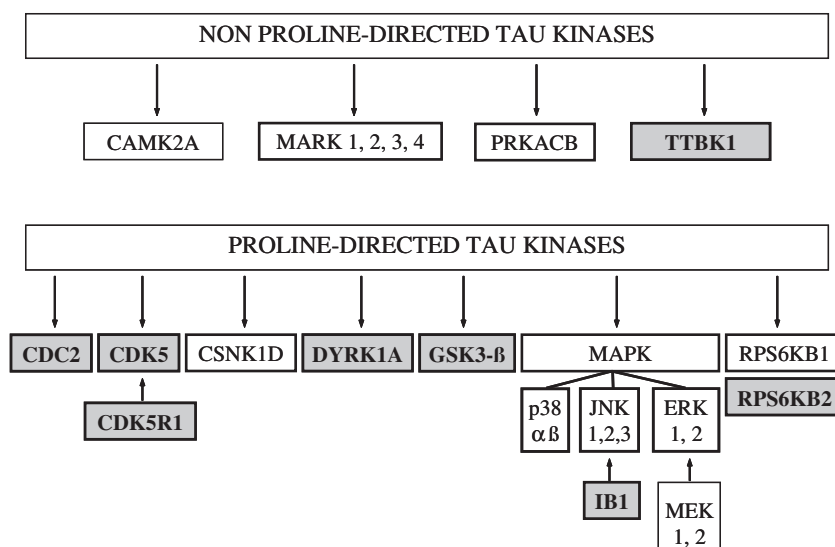 NON PROLINE-DIRECTED TAU KINASES
CAMK2A
MARK 1, 2, 3, 4
PRKACB
TTBK1
PROLINE-DIRECTED TAU KINASES
CDC2
CDK5
CSNK1D
DYRK1A
GSK3-ß
MAPK
RPS6KB1
CDK5R1
p38
αß
JNK
1,2,3
ERK
1, 2
RPS6KB2
IB1
MEK
1, 2